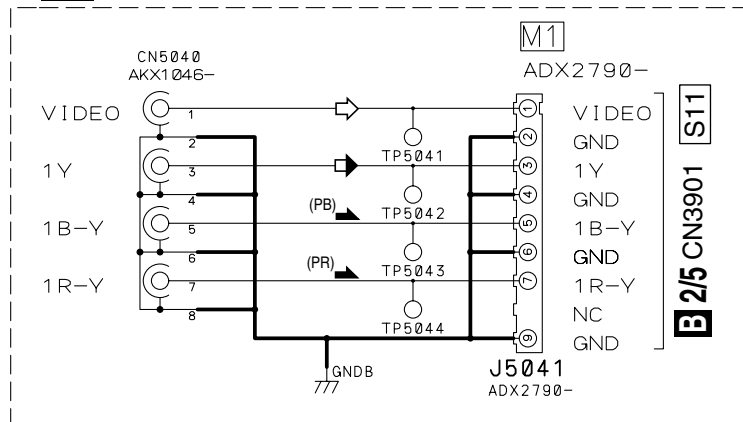 M1
CN5040
AKX1046-
ADX2790-
VIDEO
1
1
VIDEO
2
2
GND
TP5041
1Y
3
3
1Y
4
4
GND
(PB)
TP5042
1B-Y
5
5
1B-Y
6
6
GND
(PR)
TP5043
1R-Y
7
7
1R-Y
8
NC
TP5044
9
GND
GNDB
J5041
ADX2790-
B 2/5 CN3901 S11